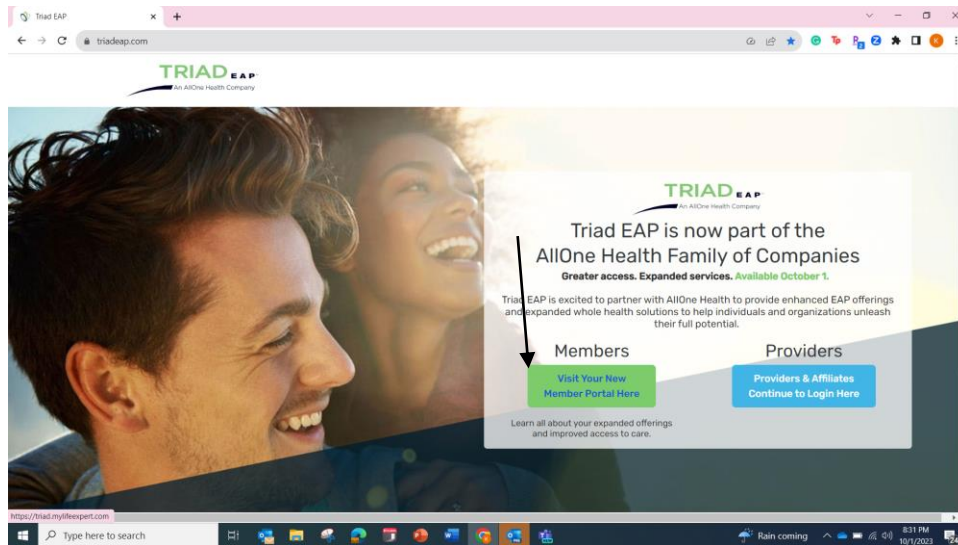 Triad EAP
triadeap.com
TRIAD EAP
An AllOne Health Company
TRIAD EAP
An AllOne Health Company
Triad EAP is now part of the
AllOne Health Family of Companies
Greater access. Expanded services. Available October 1.
Triad EAP is excited to partner with AllOne Health to provide enhanced EAP offerings
and expanded whole health solutions to help individuals and organizations unleash
their full potential.
Members
Visit Your New
Member Portal Here
Learn all about your expanded offerings
and improved access to care.
Providers
Providers & Affiliates
Continue to Login Here
https://triad.mylifeexpert.com
Type here to search
Rain coming
8:31 PM
10/1/2023
24